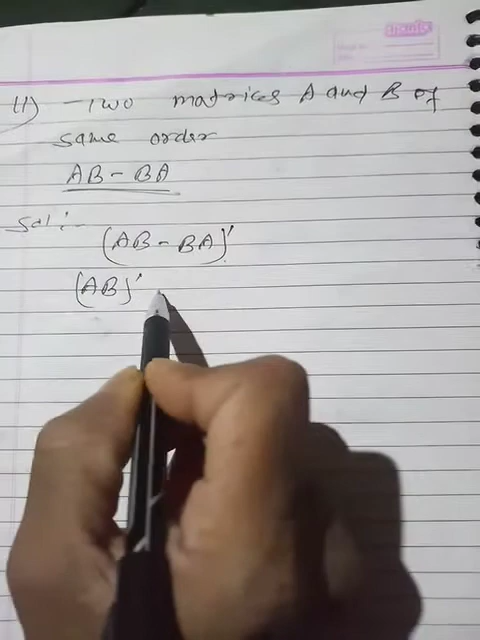 11) Two matrices A and B of
same order
AB - BA
Sol :-
(AB - BA)'
(AB)'